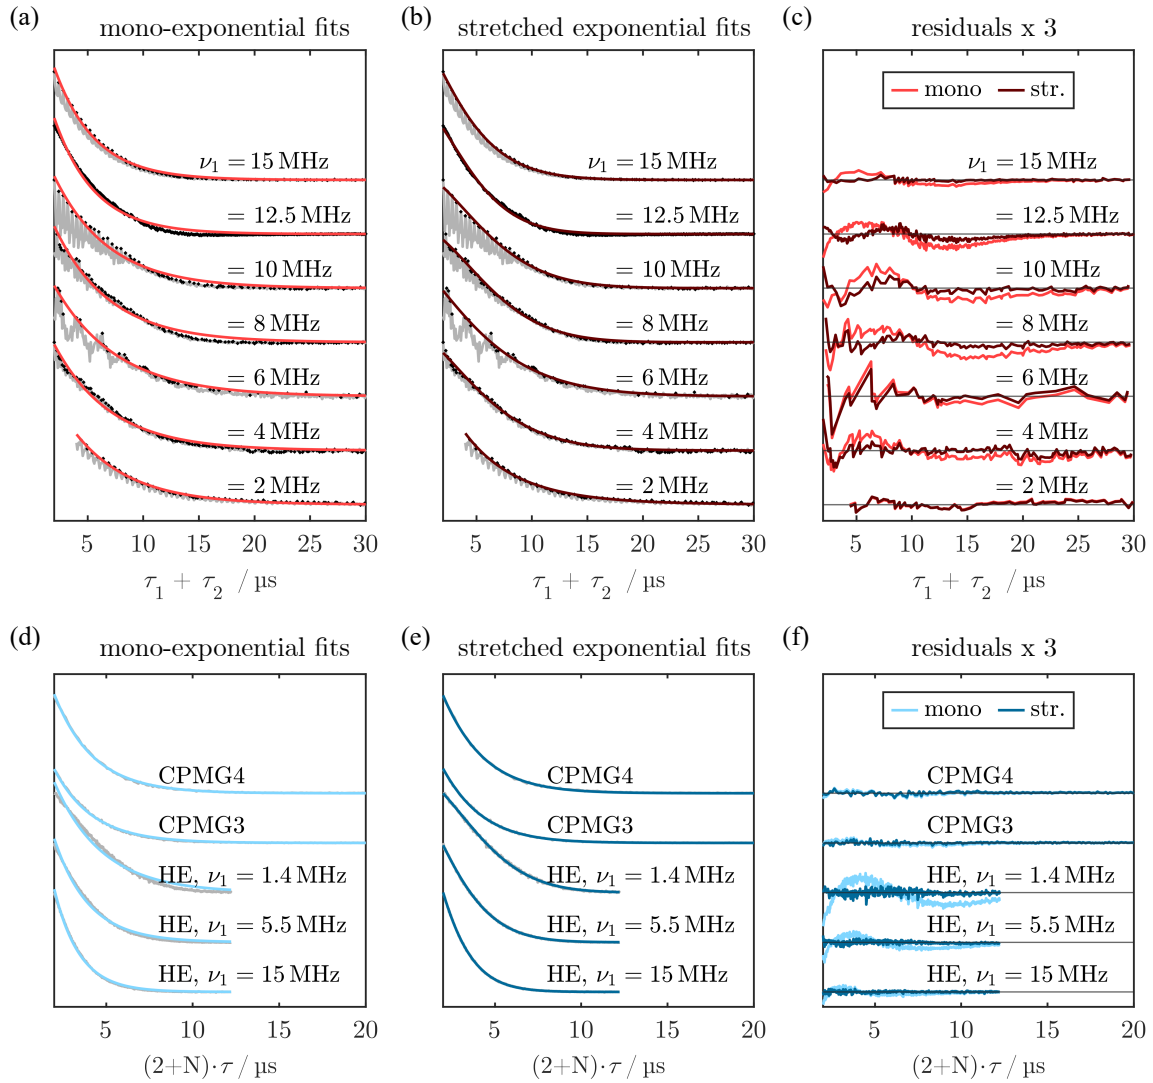 (a) mono-exponential fits
ν₁ = 15 MHz
= 12.5 MHz
= 10 MHz
= 8 MHz
= 6 MHz
= 4 MHz
= 2 MHz
5 10 15 20 25 30
τ₁ + τ₂ / µs
(b) stretched exponential fits
ν₁ = 15 MHz
= 12.5 MHz
= 10 MHz
= 8 MHz
= 6 MHz
= 4 MHz
= 2 MHz
5 10 15 20 25 30
τ₁ + τ₂ / µs
(c) residuals x 3
mono str.
ν₁ = 15 MHz
= 12.5 MHz
= 10 MHz
= 8 MHz
= 6 MHz
= 4 MHz
= 2 MHz
5 10 15 20 25 30
τ₁ + τ₂ / µs
(d) mono-exponential fits
CPMG4
CPMG3
HE, ν₁ = 1.4 MHz
HE, ν₁ = 5.5 MHz
HE, ν₁ = 15 MHz
5 10 15 20
(2+N)·τ / µs
(e) stretched exponential fits
CPMG4
CPMG3
HE, ν₁ = 1.4 MHz
HE, ν₁ = 5.5 MHz
HE, ν₁ = 15 MHz
5 10 15 20
(2+N)·τ / µs
(f) residuals x 3
mono str.
CPMG4
CPMG3
HE, ν₁ = 1.4 MHz
HE, ν₁ = 5.5 MHz
HE, ν₁ = 15 MHz
5 10 15 20
(2+N)·τ / µs